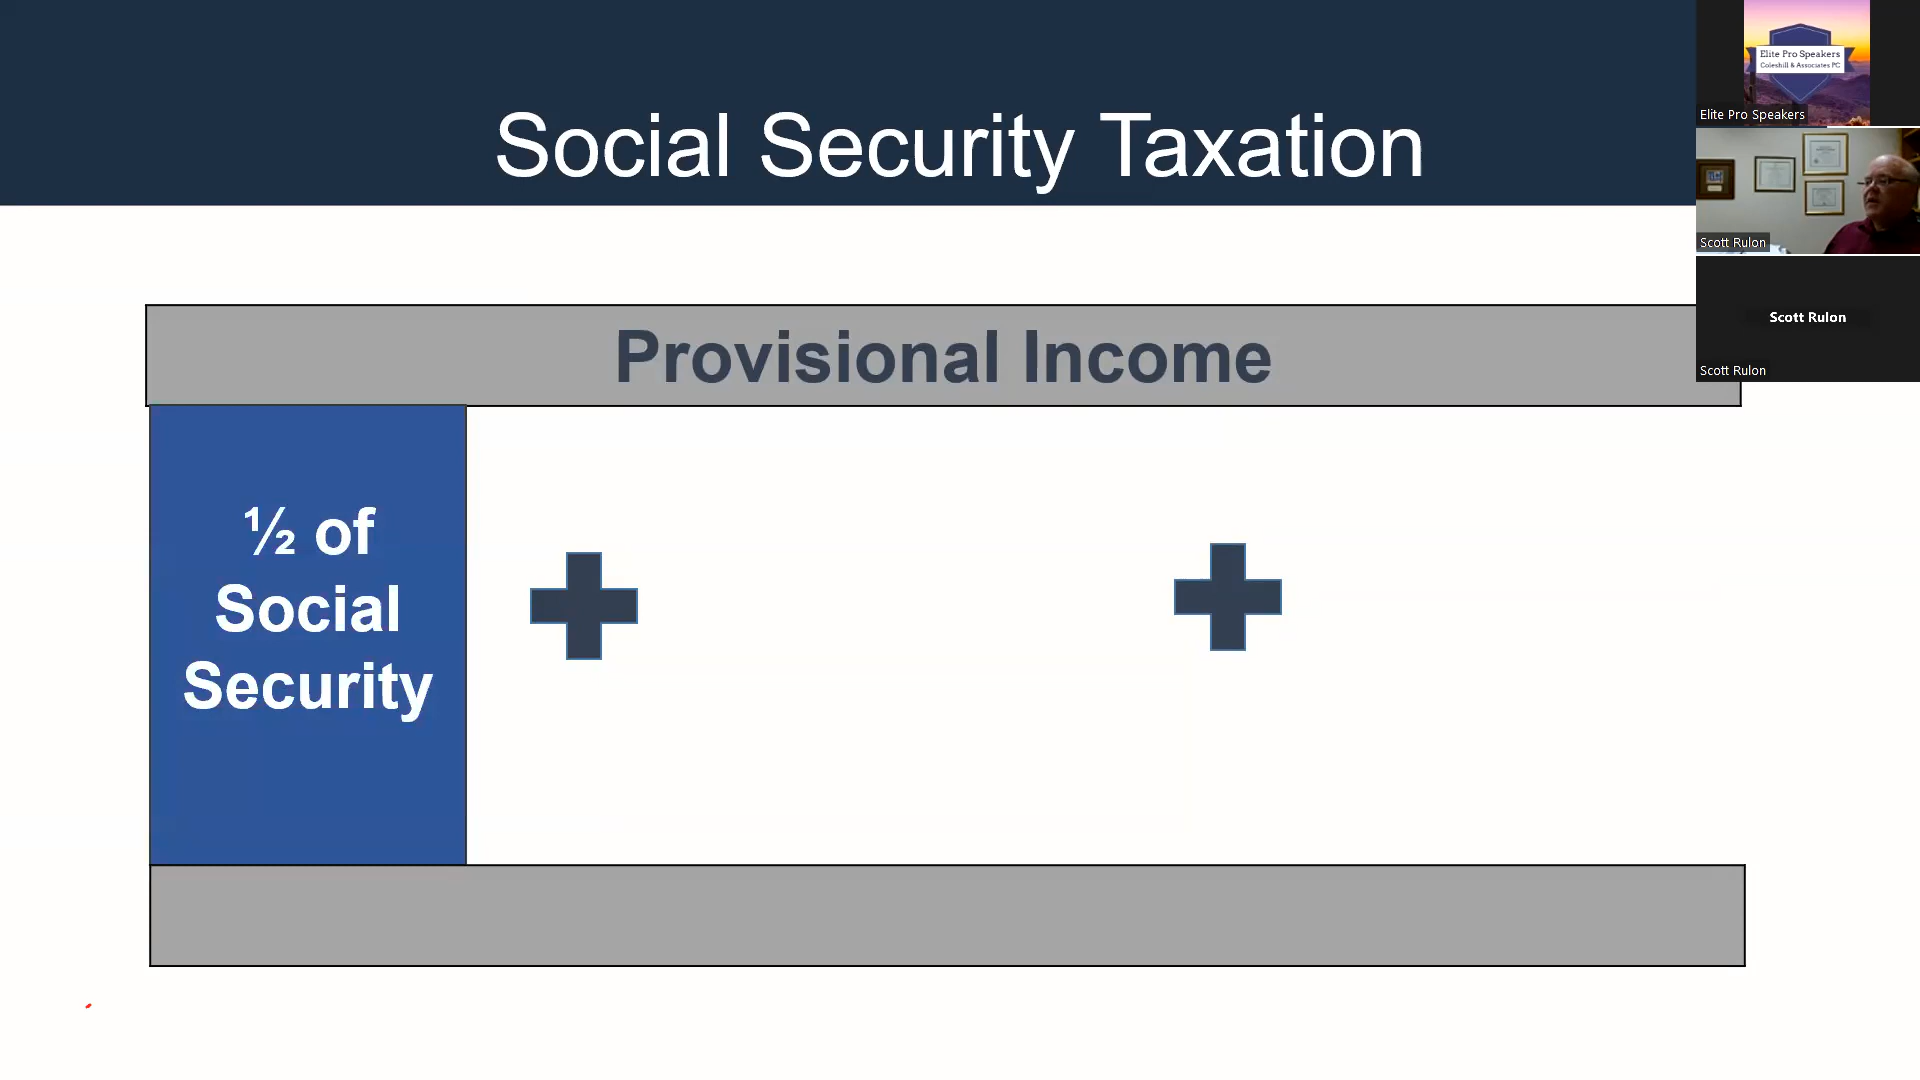 Social Security Taxation
Elite Pro Speakers
Coleshill & Associates PC
Elite Pro Speakers
Scott Rulon
Scott Rulon
Scott Rulon
Provisional Income
½ of
Social
Security